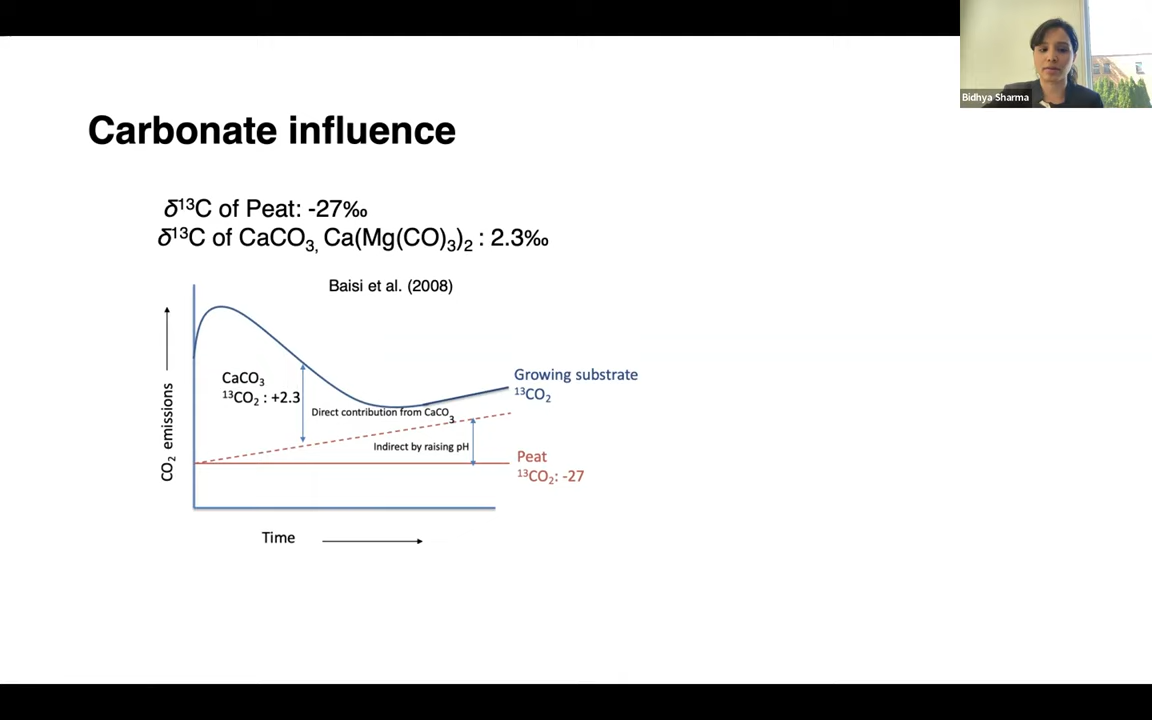 Bidhya Sharma
Carbonate influence
δ¹³C of Peat: -27‰
δ¹³C of CaCO₃, Ca(Mg(CO)₃)₂ : 2.3‰
Baisi et al. (2008)
CO₂ emissions
CaCO₃
¹³CO₂ : +2.3
Direct contribution from CaCO₃
Indirect by raising pH
Growing substrate
¹³CO₂
Peat
¹³CO₂: -27
Time